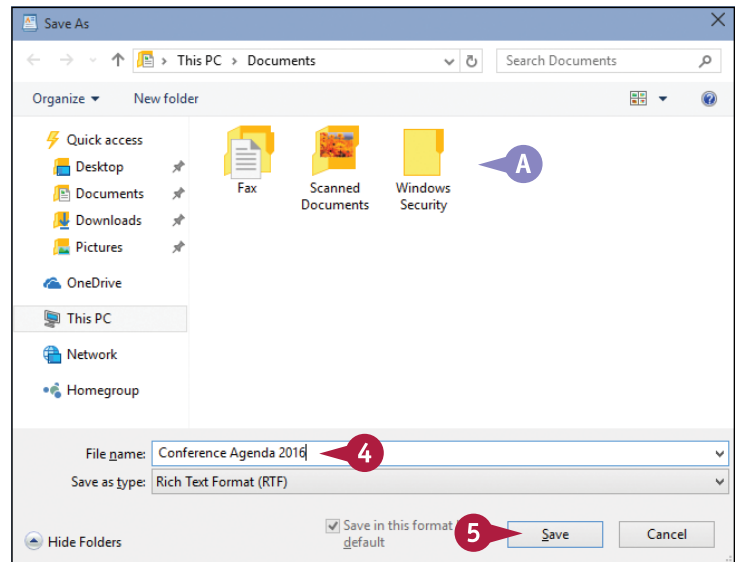 Save As
This PC > Documents
Search Documents
Organize
New folder
Quick access
Desktop
Documents
Downloads
Pictures
OneDrive
This PC
Network
Homegroup
Fax
Scanned
Documents
Windows
Security
A
File name: Conference Agenda 2016
4
Save as type: Rich Text Format (RTF)
Hide Folders
Save in this format
default
5
Save
Cancel